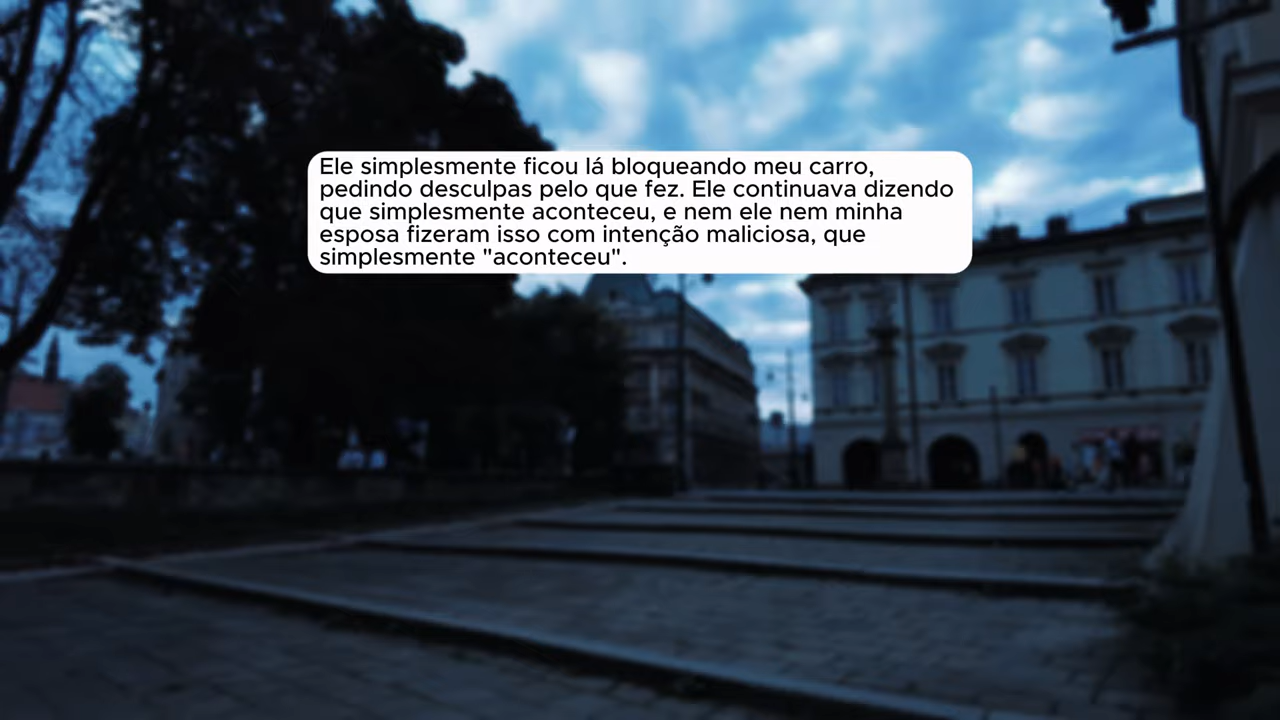 Ele simplesmente ficou lá bloqueando meu carro,
pedindo desculpas pelo que fez. Ele continuava dizendo
que simplesmente aconteceu, e nem ele nem minha
esposa fizeram isso com intenção maliciosa, que
simplesmente "aconteceu".